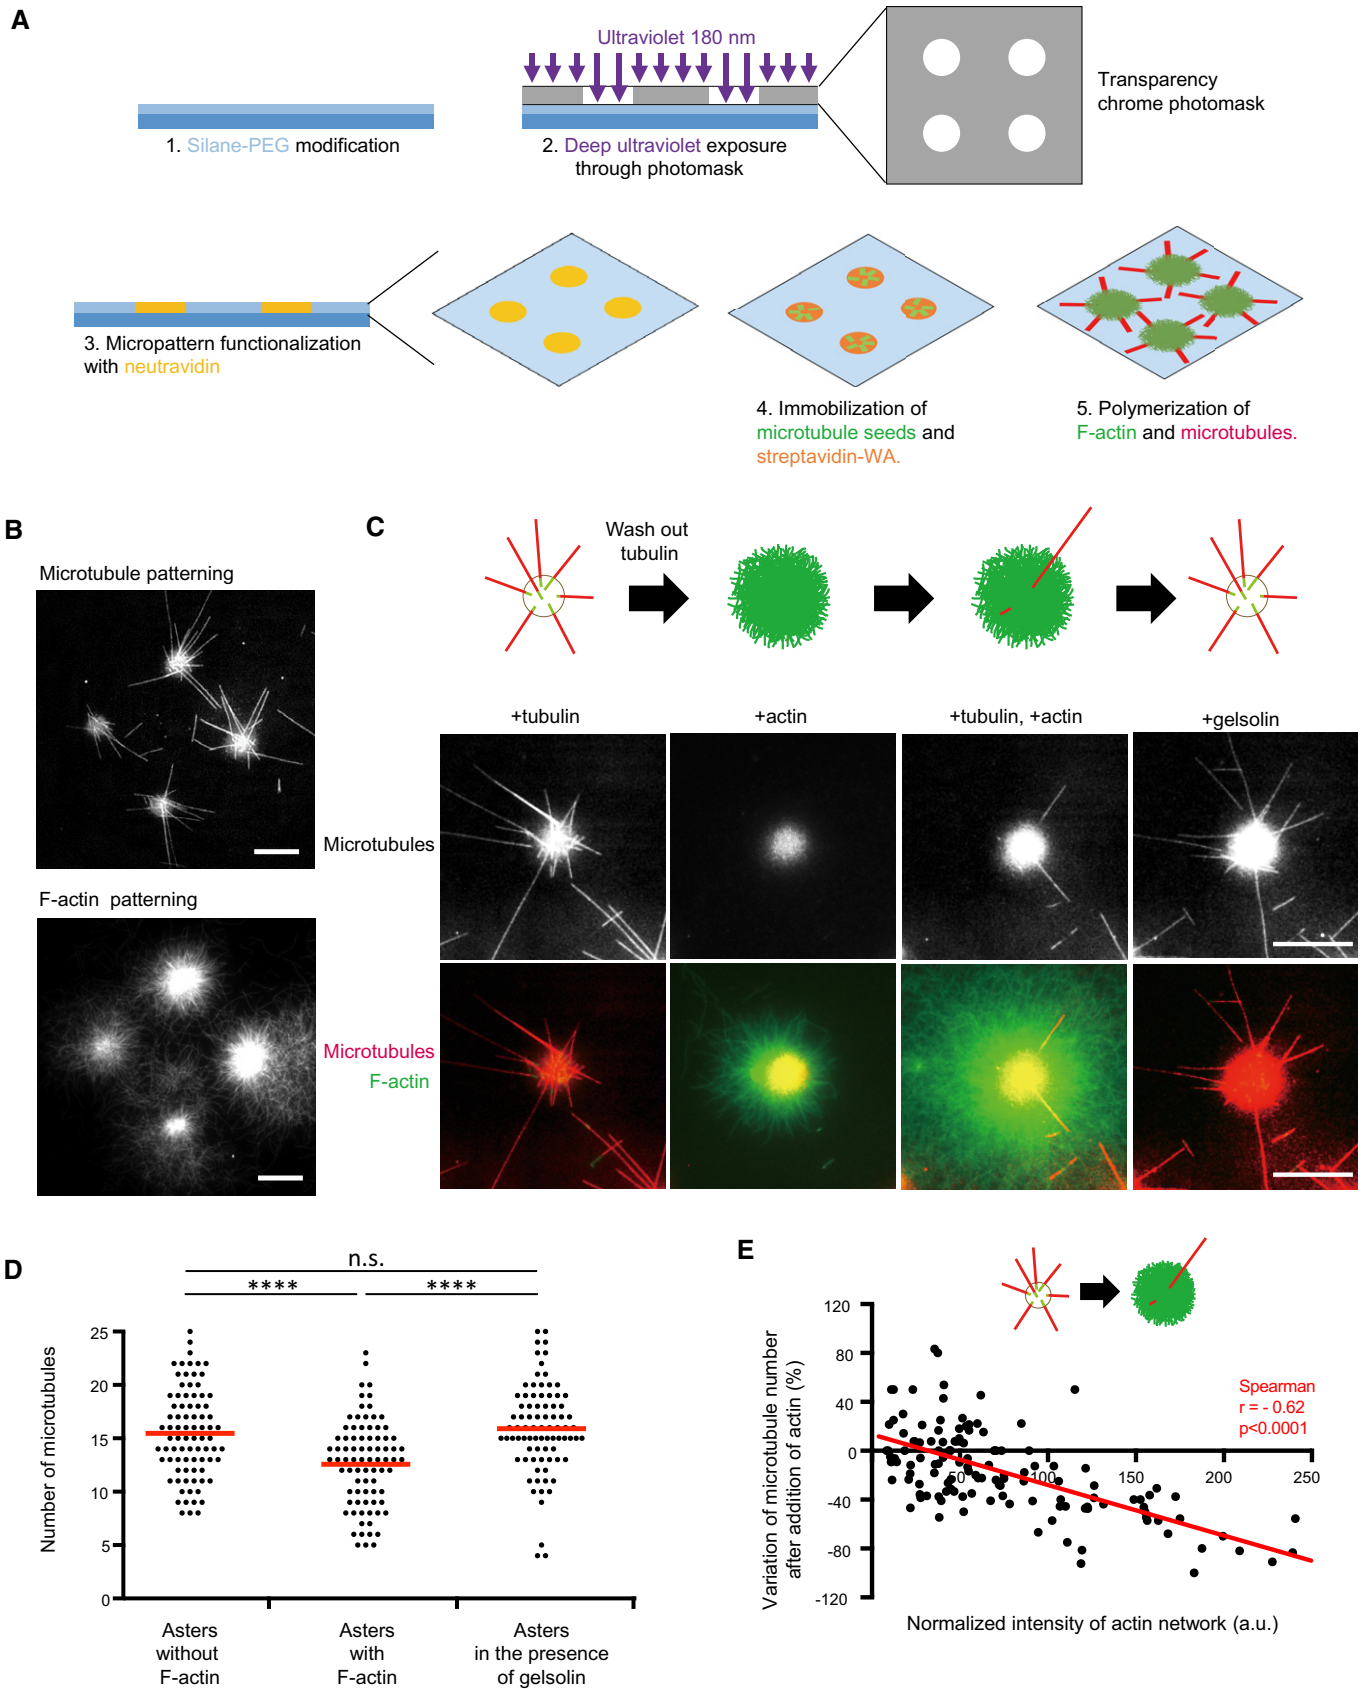 A
Ultraviolet 180 nm
Transparency
chrome photomask
1. Silane-PEG modification
2. Deep ultraviolet exposure
through photomask
3. Micropattern functionalization
with neutravidin
4. Immobilization of
microtubule seeds and
streptavidin-WA.
5. Polymerization of
F-actin and microtubules.
B
Microtubule patterning
F-actin patterning
C
Wash out
tubulin
+tubulin
+actin
+tubulin, +actin
+gelsolin
Microtubules
Microtubules
F-actin
D
n.s.
**** ****
Number of microtubules
25
20
15
10
5
0
Asters
without
F-actin
Asters
with
F-actin
Asters
in the presence
of gelsolin
E
Variation of microtubule number
after addition of actin (%)
120
80
40
0
-40
-80
-120
50 100 150 200 250
Spearman
r = - 0.62
p<0.0001
Normalized intensity of actin network (a.u.)